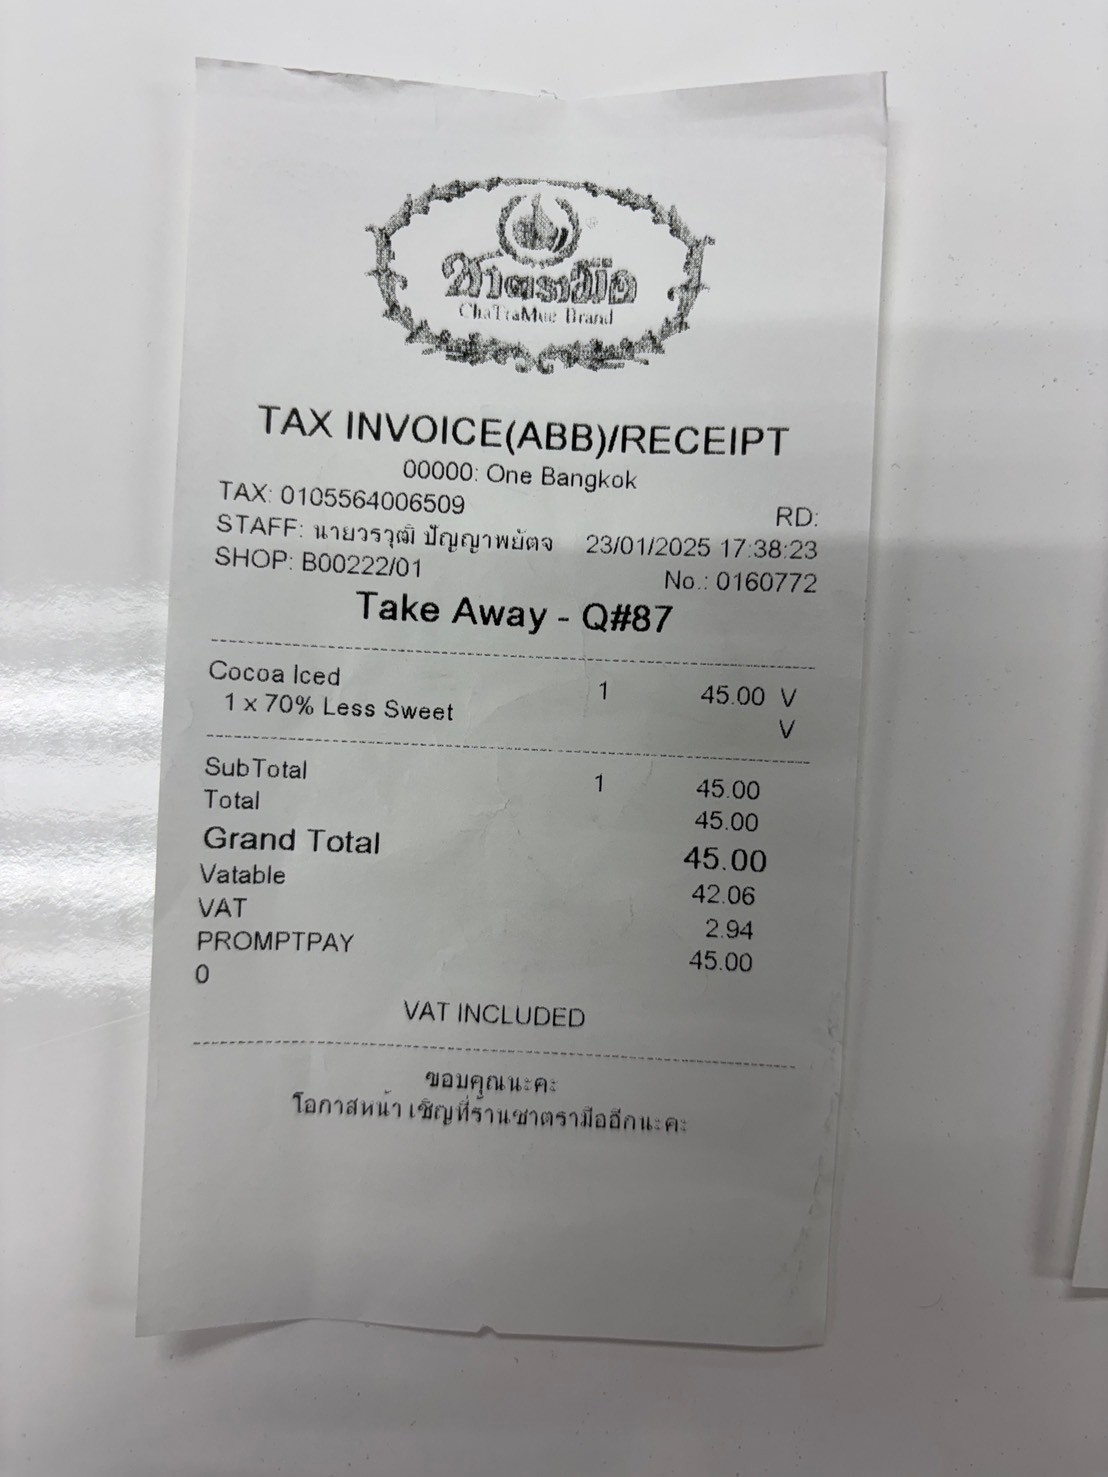 ชาตรามือ
ChaTraMue Brand
TAX INVOICE(ABB)/RECEIPT
00000: One Bangkok
TAX: 0105564006509 RD:
STAFF: นายวรวุฒิ ปัญญาพยัตจ 23/01/2025 17:38:23
SHOP: B00222/01 No.: 0160772
Take Away - Q#87
Cocoa Iced 1 45.00 V
1 x 70% Less Sweet V
SubTotal 1 45.00
Total 45.00
Grand Total 45.00
Vatable 42.06
VAT 2.94
PROMPTPAY 45.00
0
VAT INCLUDED
ขอบคุณนะคะ
โอกาสหน้า เชิญที่ร้านชาตรามืออีกนะคะ